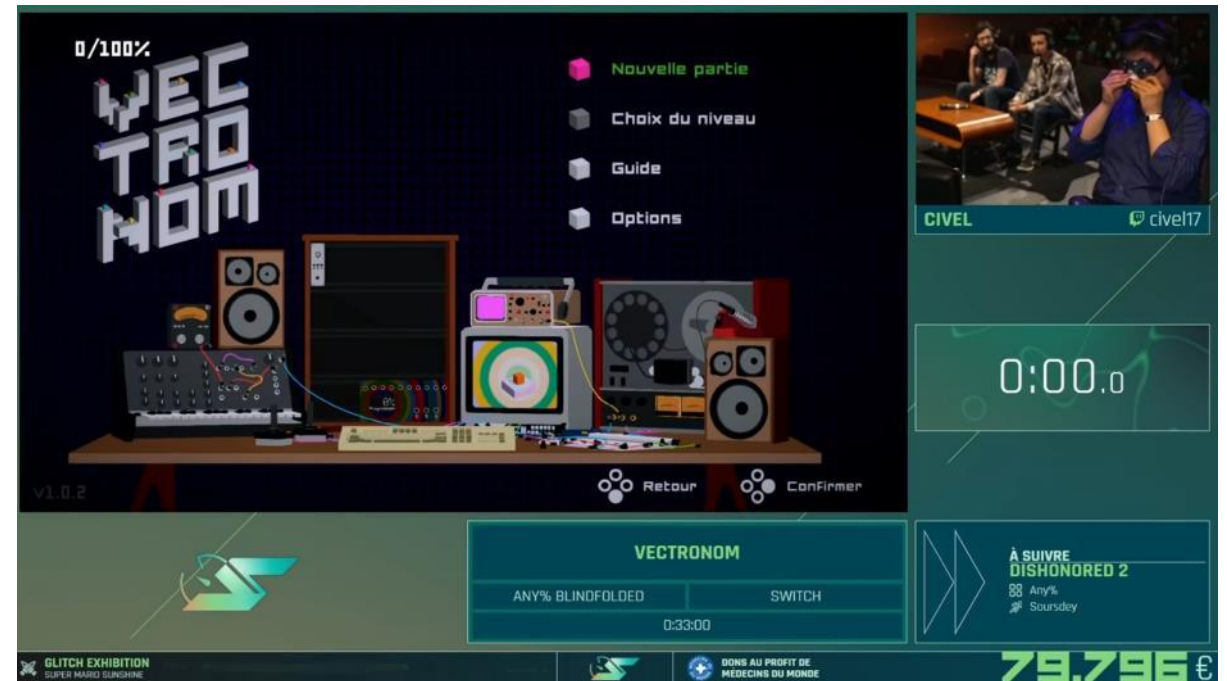 0/100%
VEC
TRO
NOM
Nouvelle partie
Choix du niveau
Guide
Options
v1.0.2
Retour
Confirmer
CIVEL
civel17
0:00.0
VECTRONOM
ANY% BLINDFOLDED
SWITCH
0:33:00
À SUIVRE
DISHONORED 2
Any%
Soursdey
GLITCH EXHIBITION
SUPER MARIO SUNSHINE
DONS AU PROFIT DE
MÉDECINS DU MONDE
79.796 €